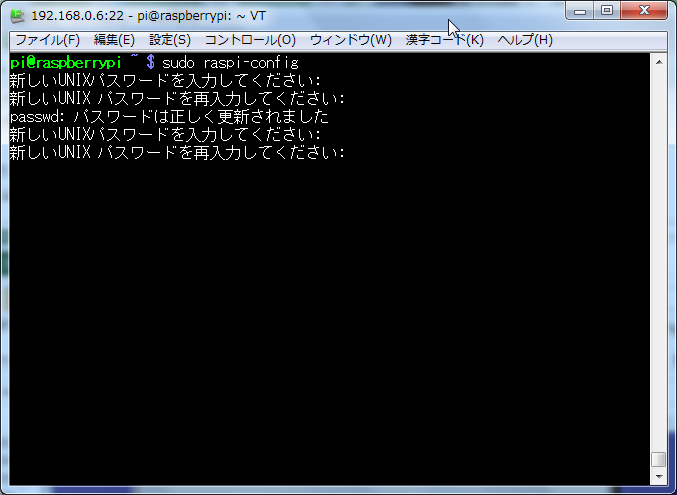 192.168.0.6:22 - pi@raspberrypi: ~ VT
ファイル(F) 編集(E) 設定(S) コントロール(O) ウィンドウ(W) 漢字コード(K) ヘルプ(H)
pi@raspberrypi ~ $ sudo raspi-config
新しいUNIXパスワードを入力してください:
新しいUNIX パスワードを再入力してください:
passwd: パスワードは正しく更新されました
新しいUNIXパスワードを入力してください:
新しいUNIX パスワードを再入力してください: